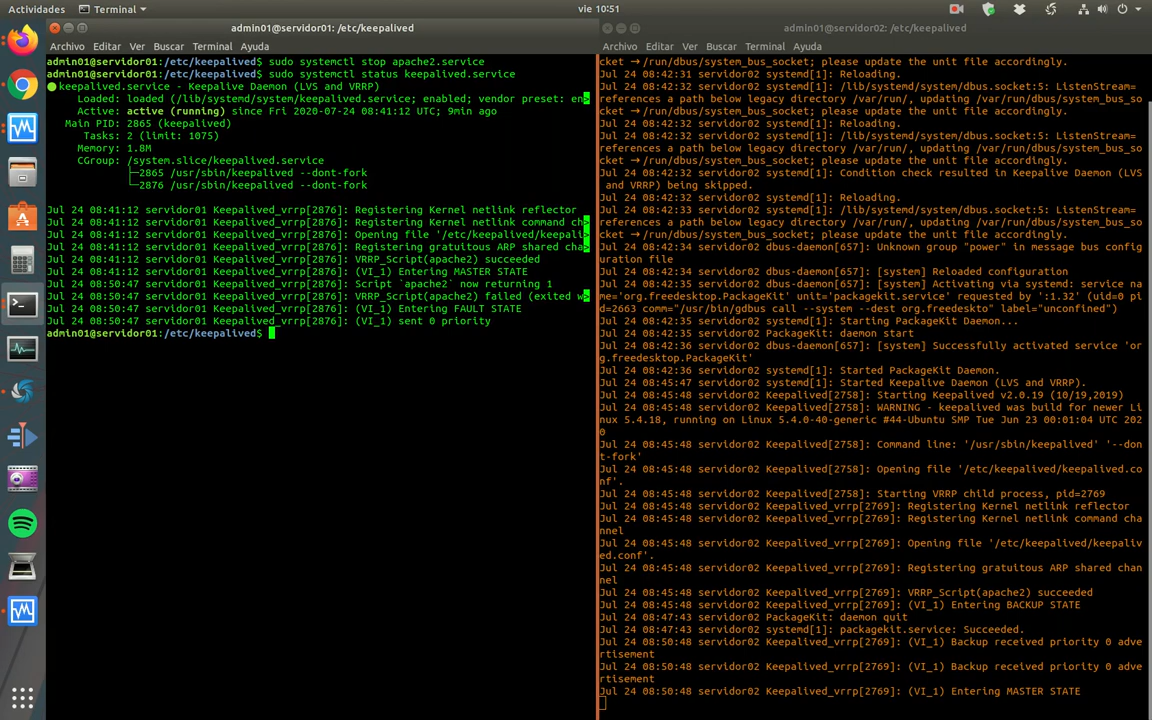 Actividades
Terminal
vie 10:51
admin01@servidor01: /etc/keepalived
Archivo Editar Ver Buscar Terminal Ayuda
admin01@servidor01:/etc/keepalived$ sudo systemctl stop apache2.service
admin01@servidor01:/etc/keepalived$ sudo systemctl status keepalived.service
● keepalived.service - Keepalive Daemon (LVS and VRRP)
Loaded: loaded (/lib/systemd/system/keepalived.service; enabled; vendor preset: en>
Active: active (running) since Fri 2020-07-24 08:41:12 UTC; 9min ago
Main PID: 2865 (keepalived)
Tasks: 2 (limit: 1075)
Memory: 1.8M
CGroup: /system.slice/keepalived.service
├─2865 /usr/sbin/keepalived --dont-fork
└─2876 /usr/sbin/keepalived --dont-fork
Jul 24 08:41:12 servidor01 Keepalived_vrrp[2876]: Registering Kernel netlink reflector
Jul 24 08:41:12 servidor01 Keepalived_vrrp[2876]: Registering Kernel netlink command ch>
Jul 24 08:41:12 servidor01 Keepalived_vrrp[2876]: Opening file '/etc/keepalived/keepali>
Jul 24 08:41:12 servidor01 Keepalived_vrrp[2876]: Registering gratuitous ARP shared cha>
Jul 24 08:41:12 servidor01 Keepalived_vrrp[2876]: VRRP_Script(apache2) succeeded
Jul 24 08:41:12 servidor01 Keepalived_vrrp[2876]: (VI_1) Entering MASTER STATE
Jul 24 08:50:47 servidor01 Keepalived_vrrp[2876]: Script `apache2` now returning 1
Jul 24 08:50:47 servidor01 Keepalived_vrrp[2876]: VRRP_Script(apache2) failed (exited w>
Jul 24 08:50:47 servidor01 Keepalived_vrrp[2876]: (VI_1) Entering FAULT STATE
Jul 24 08:50:47 servidor01 Keepalived_vrrp[2876]: (VI_1) sent 0 priority
admin01@servidor01:/etc/keepalived$
admin01@servidor02: /etc/keepalived
Archivo Editar Ver Buscar Terminal Ayuda
cket → /run/dbus/system_bus_socket; please update the unit file accordingly.
Jul 24 08:42:31 servidor02 systemd[1]: Reloading.
Jul 24 08:42:32 servidor02 systemd[1]: /lib/systemd/system/dbus.socket:5: ListenStream=
references a path below legacy directory /var/run/, updating /var/run/dbus/system_bus_so
cket → /run/dbus/system_bus_socket; please update the unit file accordingly.
Jul 24 08:42:32 servidor02 systemd[1]: Reloading.
Jul 24 08:42:32 servidor02 systemd[1]: /lib/systemd/system/dbus.socket:5: ListenStream=
references a path below legacy directory /var/run/, updating /var/run/dbus/system_bus_so
cket → /run/dbus/system_bus_socket; please update the unit file accordingly.
Jul 24 08:42:32 servidor02 systemd[1]: Condition check resulted in Keepalive Daemon (LVS
and VRRP) being skipped.
Jul 24 08:42:32 servidor02 systemd[1]: Reloading.
Jul 24 08:42:33 servidor02 systemd[1]: /lib/systemd/system/dbus.socket:5: ListenStream=
references a path below legacy directory /var/run/, updating /var/run/dbus/system_bus_so
cket → /run/dbus/system_bus_socket; please update the unit file accordingly.
Jul 24 08:42:34 servidor02 dbus-daemon[657]: Unknown group "power" in message bus config
uration file
Jul 24 08:42:34 servidor02 dbus-daemon[657]: [system] Reloaded configuration
Jul 24 08:42:34 servidor02 dbus-daemon[657]: [system] Activating via systemd: service na
me='org.freedesktop.PackageKit' unit='packagekit.service' requested by ':1.32' (uid=0 pi
d=2663 comm="/usr/bin/gdbus call --system --dest org.freedeskto" label="unconfined")
Jul 24 08:42:35 servidor02 systemd[1]: Starting PackageKit Daemon...
Jul 24 08:42:35 servidor02 PackageKit: daemon start
Jul 24 08:42:35 servidor02 dbus-daemon[657]: [system] Successfully activated service 'or
g.freedesktop.PackageKit'
Jul 24 08:42:36 servidor02 systemd[1]: Started PackageKit Daemon.
Jul 24 08:45:47 servidor02 systemd[1]: Started Keepalive Daemon (LVS and VRRP).
Jul 24 08:45:48 servidor02 Keepalived[2758]: Starting Keepalived v2.0.19 (10/19,2019)
Jul 24 08:45:48 servidor02 Keepalived[2758]: WARNING - keepalived was build for newer Li
nux 5.4.18, running on Linux 5.4.0-40-generic #44-Ubuntu SMP Tue Jun 23 00:01:04 UTC 202
0
Jul 24 08:45:48 servidor02 Keepalived[2758]: Command line: '/usr/sbin/keepalived' '--don
t-fork'
Jul 24 08:45:48 servidor02 Keepalived[2758]: Opening file '/etc/keepalived/keepalived.co
nf'.
Jul 24 08:45:48 servidor02 Keepalived[2758]: Starting VRRP child process, pid=2769
Jul 24 08:45:48 servidor02 Keepalived_vrrp[2769]: Registering Kernel netlink reflector
Jul 24 08:45:48 servidor02 Keepalived_vrrp[2769]: Registering Kernel netlink command cha
nnel
Jul 24 08:45:48 servidor02 Keepalived_vrrp[2769]: Opening file '/etc/keepalived/keepaliv
ed.conf'.
Jul 24 08:45:48 servidor02 Keepalived_vrrp[2769]: Registering gratuitous ARP shared chan
nel
Jul 24 08:45:48 servidor02 Keepalived_vrrp[2769]: VRRP_Script(apache2) succeeded
Jul 24 08:45:48 servidor02 Keepalived_vrrp[2769]: (VI_1) Entering BACKUP STATE
Jul 24 08:47:43 servidor02 PackageKit: daemon quit
Jul 24 08:47:43 servidor02 systemd[1]: packagekit.service: Succeeded.
Jul 24 08:50:48 servidor02 Keepalived_vrrp[2769]: (VI_1) Backup received priority 0 adve
rtisement
Jul 24 08:50:48 servidor02 Keepalived_vrrp[2769]: (VI_1) Backup received priority 0 adve
rtisement
Jul 24 08:50:48 servidor02 Keepalived_vrrp[2769]: (VI_1) Entering MASTER STATE